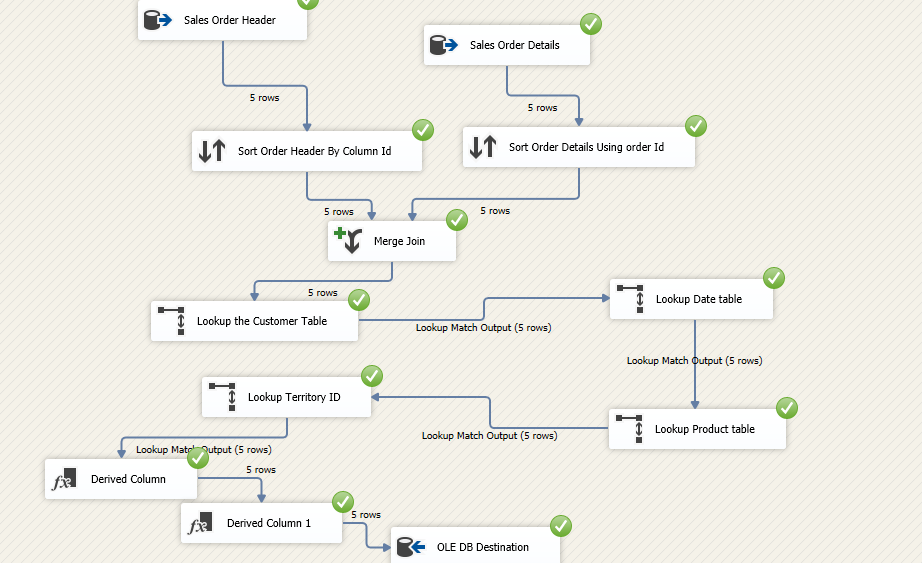 Sales Order Header
Sales Order Details
5 rows
5 rows
Sort Order Header By Column Id
Sort Order Details Using order Id
5 rows
5 rows
Merge Join
5 rows
Lookup the Customer Table
Lookup Date table
Lookup Match Output (5 rows)
Lookup Match Output (5 rows)
Lookup Territory ID
Lookup Product table
Lookup Match Output (5 rows)
Lookup Match Output (5 rows)
Derived Column
5 rows
Derived Column 1
5 rows
OLE DB Destination